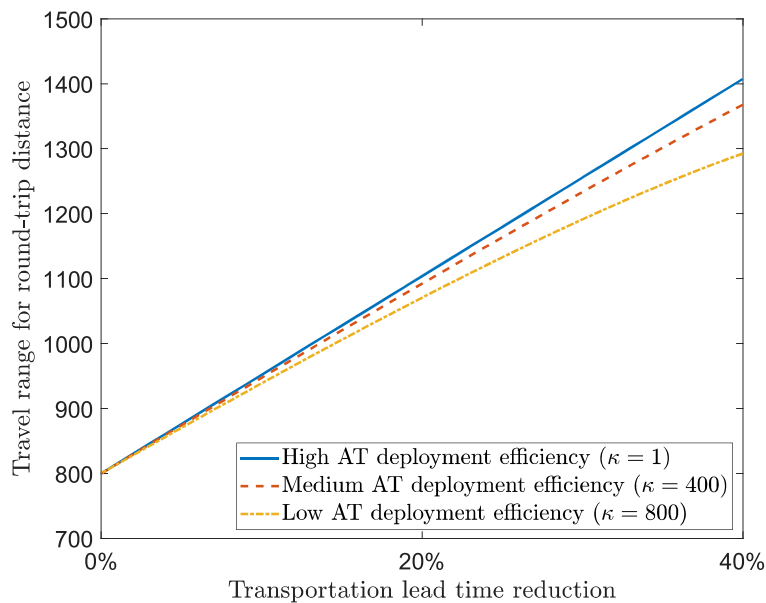 1500
1400
1300
1200
1100
1000
900
800
700
Travel range for round-trip distance
High AT deployment efficiency (κ = 1)
Medium AT deployment efficiency (κ = 400)
Low AT deployment efficiency (κ = 800)
0%
20%
40%
Transportation lead time reduction